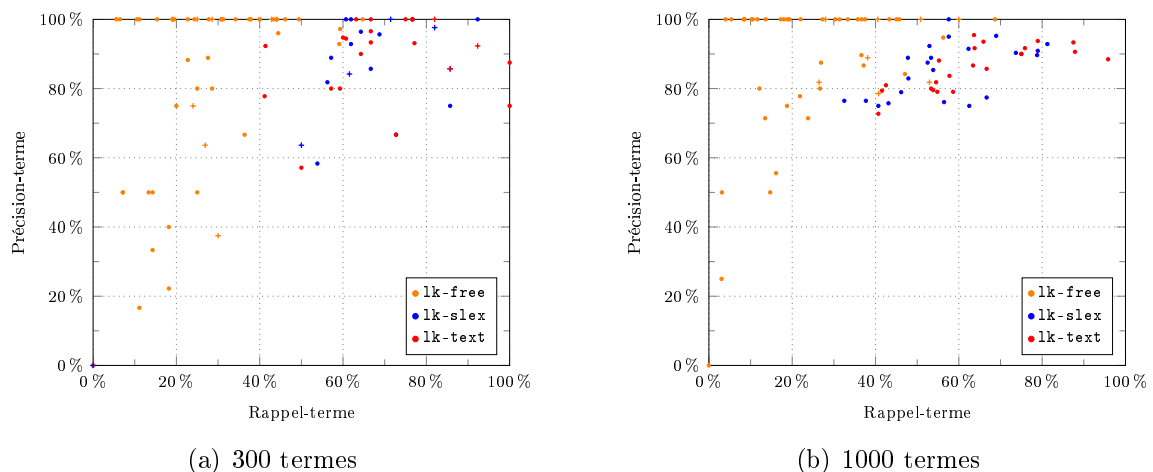 100 %
80 %
60 %
40 %
20 %
0 %
Précision-terme
0 %
20 %
40 %
60 %
80 %
100 %
Rappel-terme
lk-free
lk-slex
lk-text
(a) 300 termes
100 %
80 %
60 %
40 %
20 %
0 %
Précision-terme
0 %
20 %
40 %
60 %
80 %
100 %
Rappel-terme
lk-free
lk-slex
lk-text
(b) 1000 termes